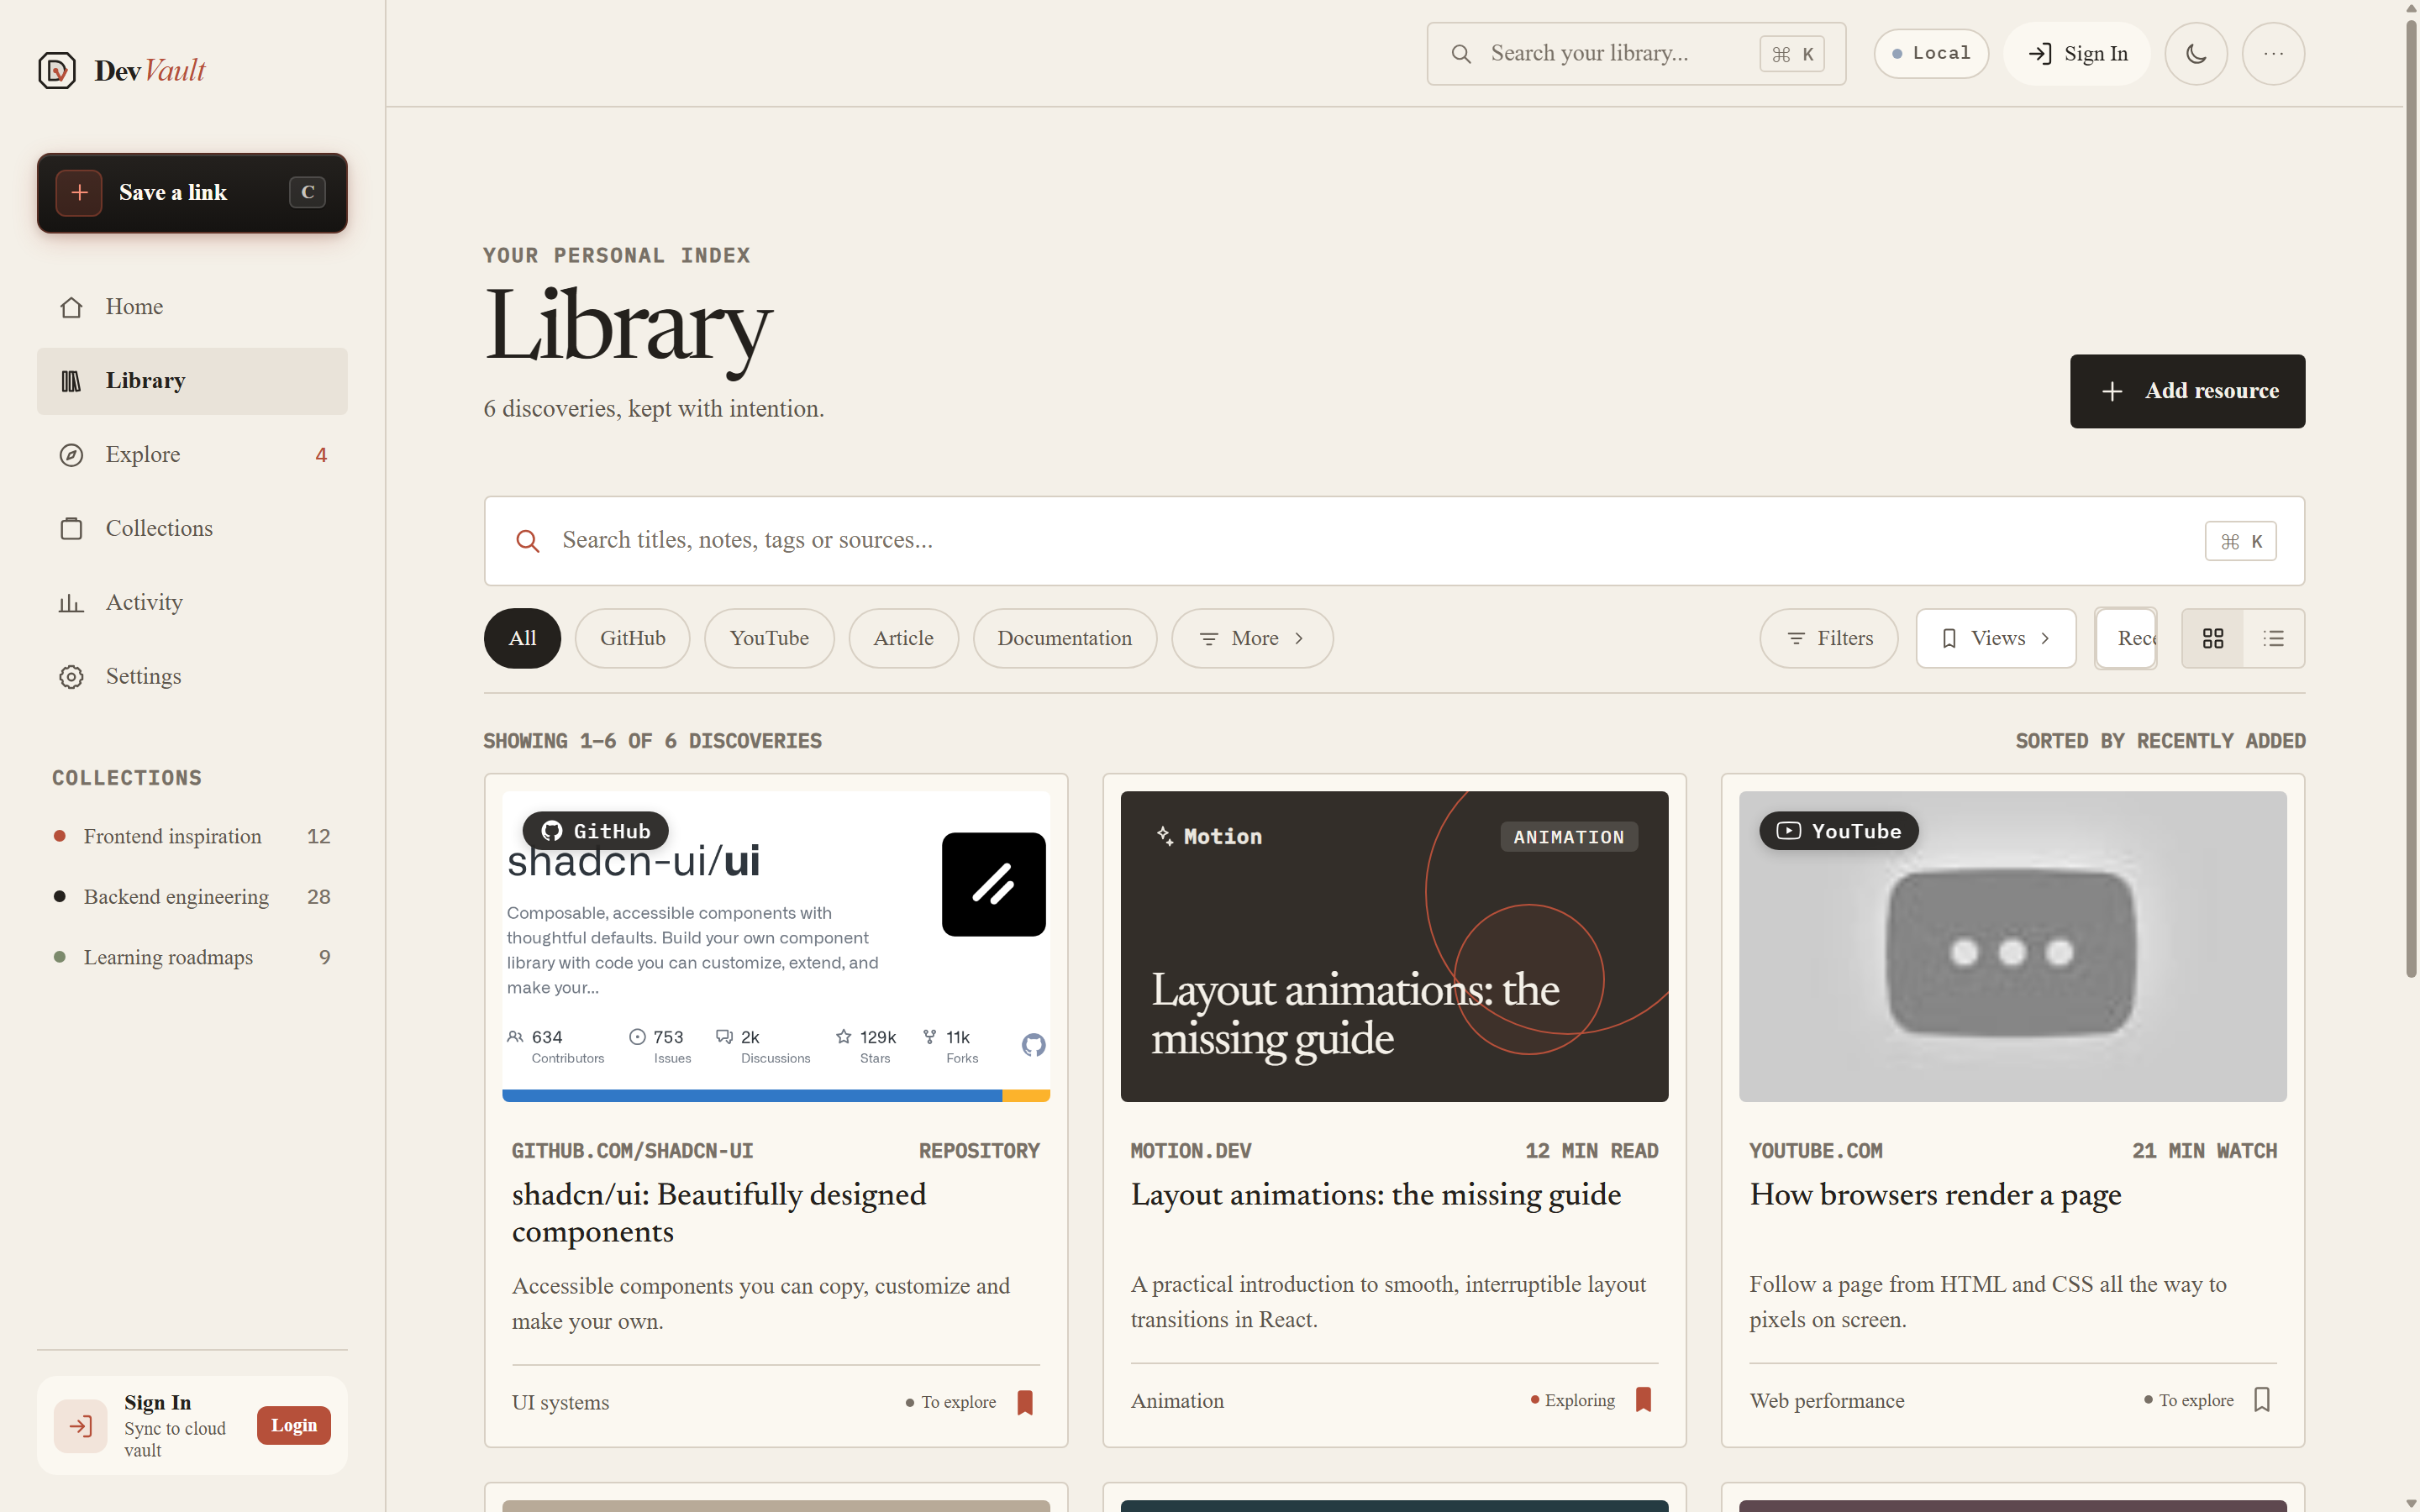 DevVault
Save a link C
Home
Library
Explore 4
Collections
Activity
Settings
COLLECTIONS
Frontend inspiration 12
Backend engineering 28
Learning roadmaps 9
Sign In
Sync to cloud
vault
Login
Search your library... ⌘ K
Local
Sign In
YOUR PERSONAL INDEX
Library
6 discoveries, kept with intention.
Add resource
Search titles, notes, tags or sources... ⌘ K
All GitHub YouTube Article Documentation More Filters Views Rece
SHOWING 1–6 OF 6 DISCOVERIES
SORTED BY RECENTLY ADDED
GitHub
shadcn-ui/ui
Composable, accessible components with
thoughtful defaults. Build your own component
library with code you can customize, extend, and
make your...
634 753 2k 129k 11k
Contributors Issues Discussions Stars Forks
GITHUB.COM/SHADCN-UI REPOSITORY
shadcn/ui: Beautifully designed
components
Accessible components you can copy, customize and
make your own.
UI systems To explore
Motion ANIMATION
Layout animations: the
missing guide
MOTION.DEV 12 MIN READ
Layout animations: the missing guide
A practical introduction to smooth, interruptible layout
transitions in React.
Animation Exploring
YouTube
YOUTUBE.COM 21 MIN WATCH
How browsers render a page
Follow a page from HTML and CSS all the way to
pixels on screen.
Web performance To explore